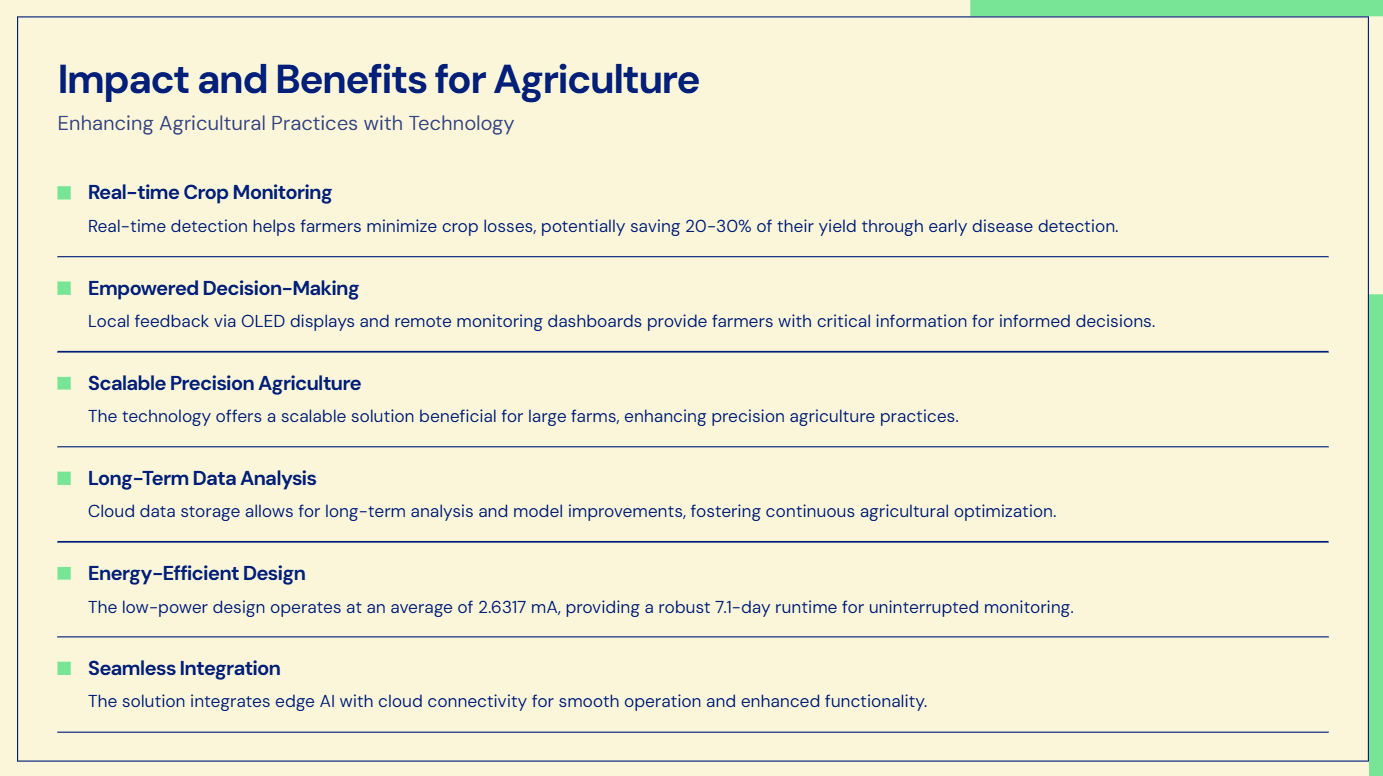 Impact and Benefits for Agriculture
Enhancing Agricultural Practices with Technology
Real-time Crop Monitoring
Real-time detection helps farmers minimize crop losses, potentially saving 20-30% of their yield through early disease detection.
Empowered Decision-Making
Local feedback via OLED displays and remote monitoring dashboards provide farmers with critical information for informed decisions.
Scalable Precision Agriculture
The technology offers a scalable solution beneficial for large farms, enhancing precision agriculture practices.
Long-Term Data Analysis
Cloud data storage allows for long-term analysis and model improvements, fostering continuous agricultural optimization.
Energy-Efficient Design
The low-power design operates at an average of 2.6317 mA, providing a robust 7.1-day runtime for uninterrupted monitoring.
Seamless Integration
The solution integrates edge AI with cloud connectivity for smooth operation and enhanced functionality.